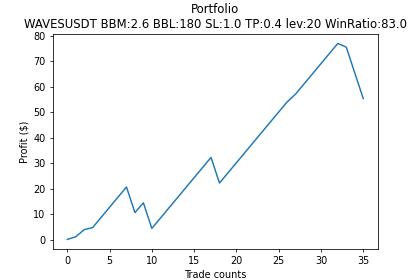 Portfolio
WAVESUSDT BBM:2.6 BBL:180 SL:1.0 TP:0.4 lev:20 WinRatio:83.0
80
70
60
50
40
30
20
10
0
Profit ($)
0 5 10 15 20 25 30 35
Trade counts